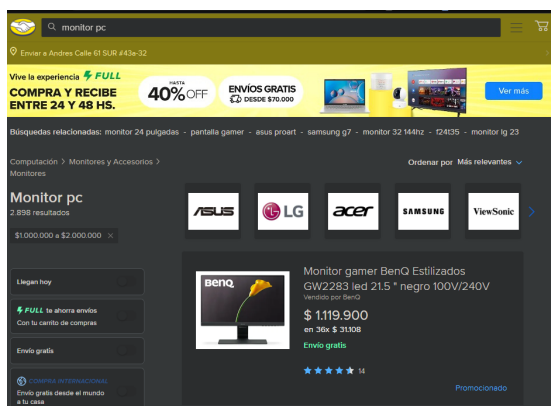 monitor pc
Enviar a Andres Calle 61 SUR #43a-32
Vive la experiencia FULL
COMPRA Y RECIBE
ENTRE 24 Y 48 HS.
HASTA
40% OFF
ENVÍOS GRATIS
DESDE $70.000
Ver más
Búsquedas relacionadas: monitor 24 pulgadas - pantalla gamer - asus proart - samsung g7 - monitor 32 144hz - f24t35 - monitor lg 23
Computación > Monitores y Accesorios >
Monitores
Ordenar por Más relevantes
Monitor pc
2.898 resultados
$1.000.000 a $2.000.000 ×
ASUS
LG
acer
SAMSUNG
ViewSonic
Llegan hoy
FULL te ahorra envíos
Con tu carrito de compras
Envío gratis
COMPRA INTERNACIONAL
Envío gratis desde el mundo
a tu casa
BenQ
Monitor gamer BenQ Estilizados
GW2283 led 21.5 " negro 100V/240V
Vendido por BenQ
$ 1.119.900
en 36x $ 31.108
Envío gratis
14
Promocionado